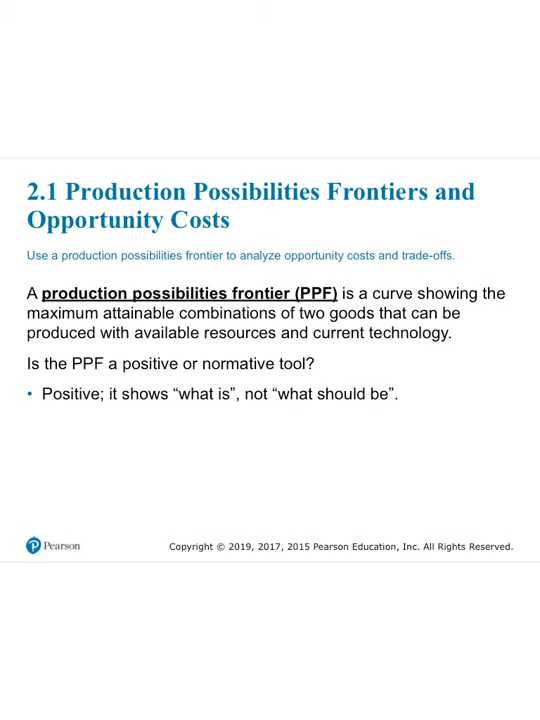 2.1 Production Possibilities Frontiers and
Opportunity Costs
Use a production possibilities frontier to analyze opportunity costs and trade-offs.
A production possibilities frontier (PPF) is a curve showing the
maximum attainable combinations of two goods that can be
produced with available resources and current technology.
Is the PPF a positive or normative tool?
• Positive; it shows “what is”, not “what should be”.
Pearson
Copyright © 2019, 2017, 2015 Pearson Education, Inc. All Rights Reserved.